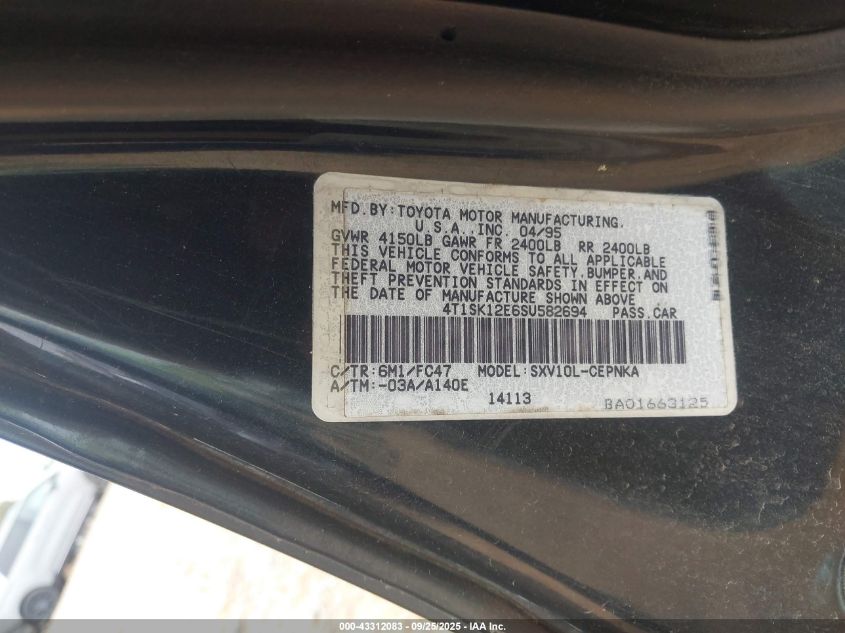 MFD.BY:TOYOTA MOTOR MANUFACTURING.
U.S.A.,INC. 04/95
GVWR 4150LB GAWR FR 2400LB RR 2400LB
THIS VEHICLE CONFORMS TO ALL APPLICABLE
FEDERAL MOTOR VEHICLE SAFETY,BUMPER,AND
THEFT PREVENTION STANDARDS IN EFFECT ON
THE DATE OF MANUFACTURE SHOWN ABOVE
4T1SK12E6SU582694 PASS.CAR
C/TR:6M1/FC47 MODEL:SXV10L-CEPNKA
A/TM:-03A/A140E
14113 BA01663125
000-43312083 - 09/25/2025 - IAA Inc.